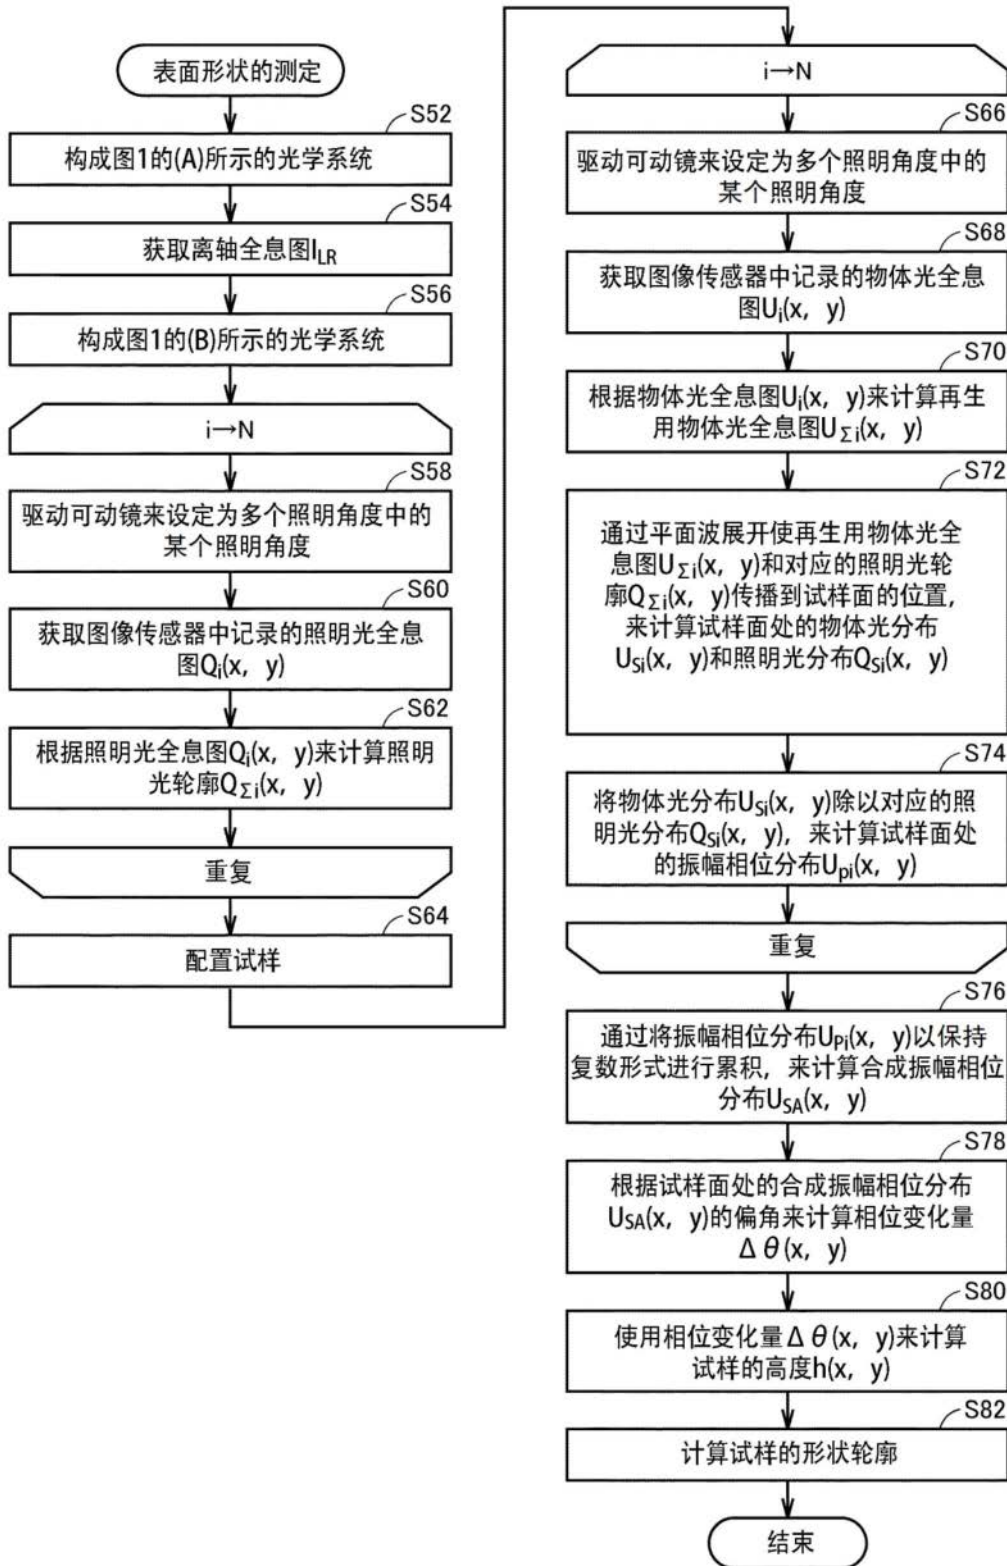 表面形状的测定
S52
构成图1的(A)所示的光学系统
S54
获取离轴全息图I_LR
S56
构成图1的(B)所示的光学系统
i→N
S58
驱动可动镜来设定为多个照明角度中的
某个照明角度
S60
获取图像传感器中记录的照明光全息
图Q_i(x, y)
S62
根据照明光全息图Q_i(x, y)来计算照明
光轮廓Q_Σi(x, y)
重复
S64
配置试样
i→N
S66
驱动可动镜来设定为多个照明角度中的
某个照明角度
S68
获取图像传感器中记录的物体光全息
图U_i(x, y)
S70
根据物体光全息图U_i(x, y)来计算再生
用物体光全息图U_Σi(x, y)
S72
通过平面波展开使再生用物体光全
息图U_Σi(x, y)和对应的照明光轮
廓Q_Σi(x, y)传播到试样面的位置,
来计算试样面处的物体光分布
U_Si(x, y)和照明光分布Q_Si(x, y)
S74
将物体光分布U_Si(x, y)除以对应的照
明光分布Q_Si(x, y), 来计算试样面处
的振幅相位分布U_pi(x, y)
重复
S76
通过将振幅相位分布U_Pi(x, y)以保持
复数形式进行累积, 来计算合成振幅相位
分布U_SA(x, y)
S78
根据试样面处的合成振幅相位分布
U_SA(x, y)的偏角来计算相位变化量
Δθ(x, y)
S80
使用相位变化量Δθ(x, y)来计算
试样的高度h(x, y)
S82
计算试样的形状轮廓
结束